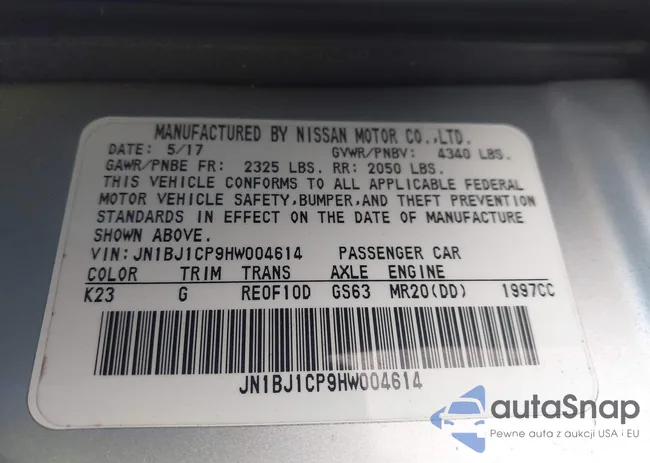 MANUFACTURED BY NISSAN MOTOR CO.,LTD.
DATE: 5/17 GVWR/PNBV: 4340 LBS.
GAWR/PNBE FR: 2325 LBS. RR: 2050 LBS.
THIS VEHICLE CONFORMS TO ALL APPLICABLE FEDERAL
MOTOR VEHICLE SAFETY,BUMPER,AND THEFT PREVENTION
STANDARDS IN EFFECT ON THE DATE OF MANUFACTURE
SHOWN ABOVE.
VIN:JN1BJ1CP9HW004614 PASSENGER CAR
COLOR TRIM TRANS AXLE ENGINE
K23 G RE0F10D GS63 MR20(DD) 1997CC
JN1BJ1CP9HW004614
autaSnap
Pewne auta z aukcji USA i EU